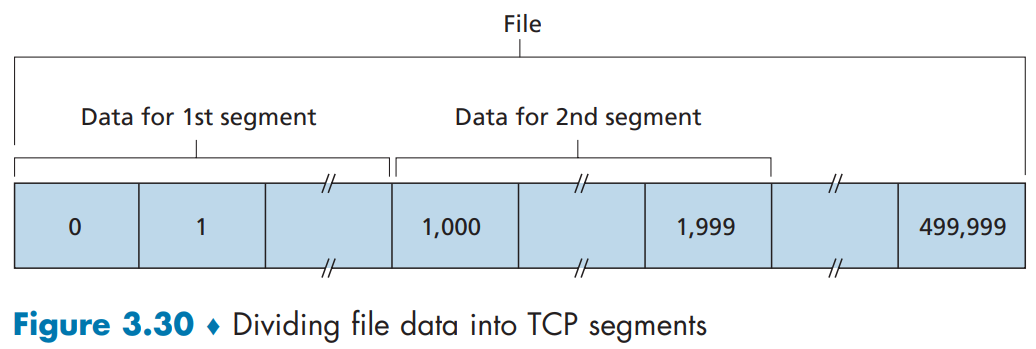 File
Data for 1st segment Data for 2nd segment
0 1 1,000 1,999 499,999
Figure 3.30 ♦ Dividing file data into TCP segments